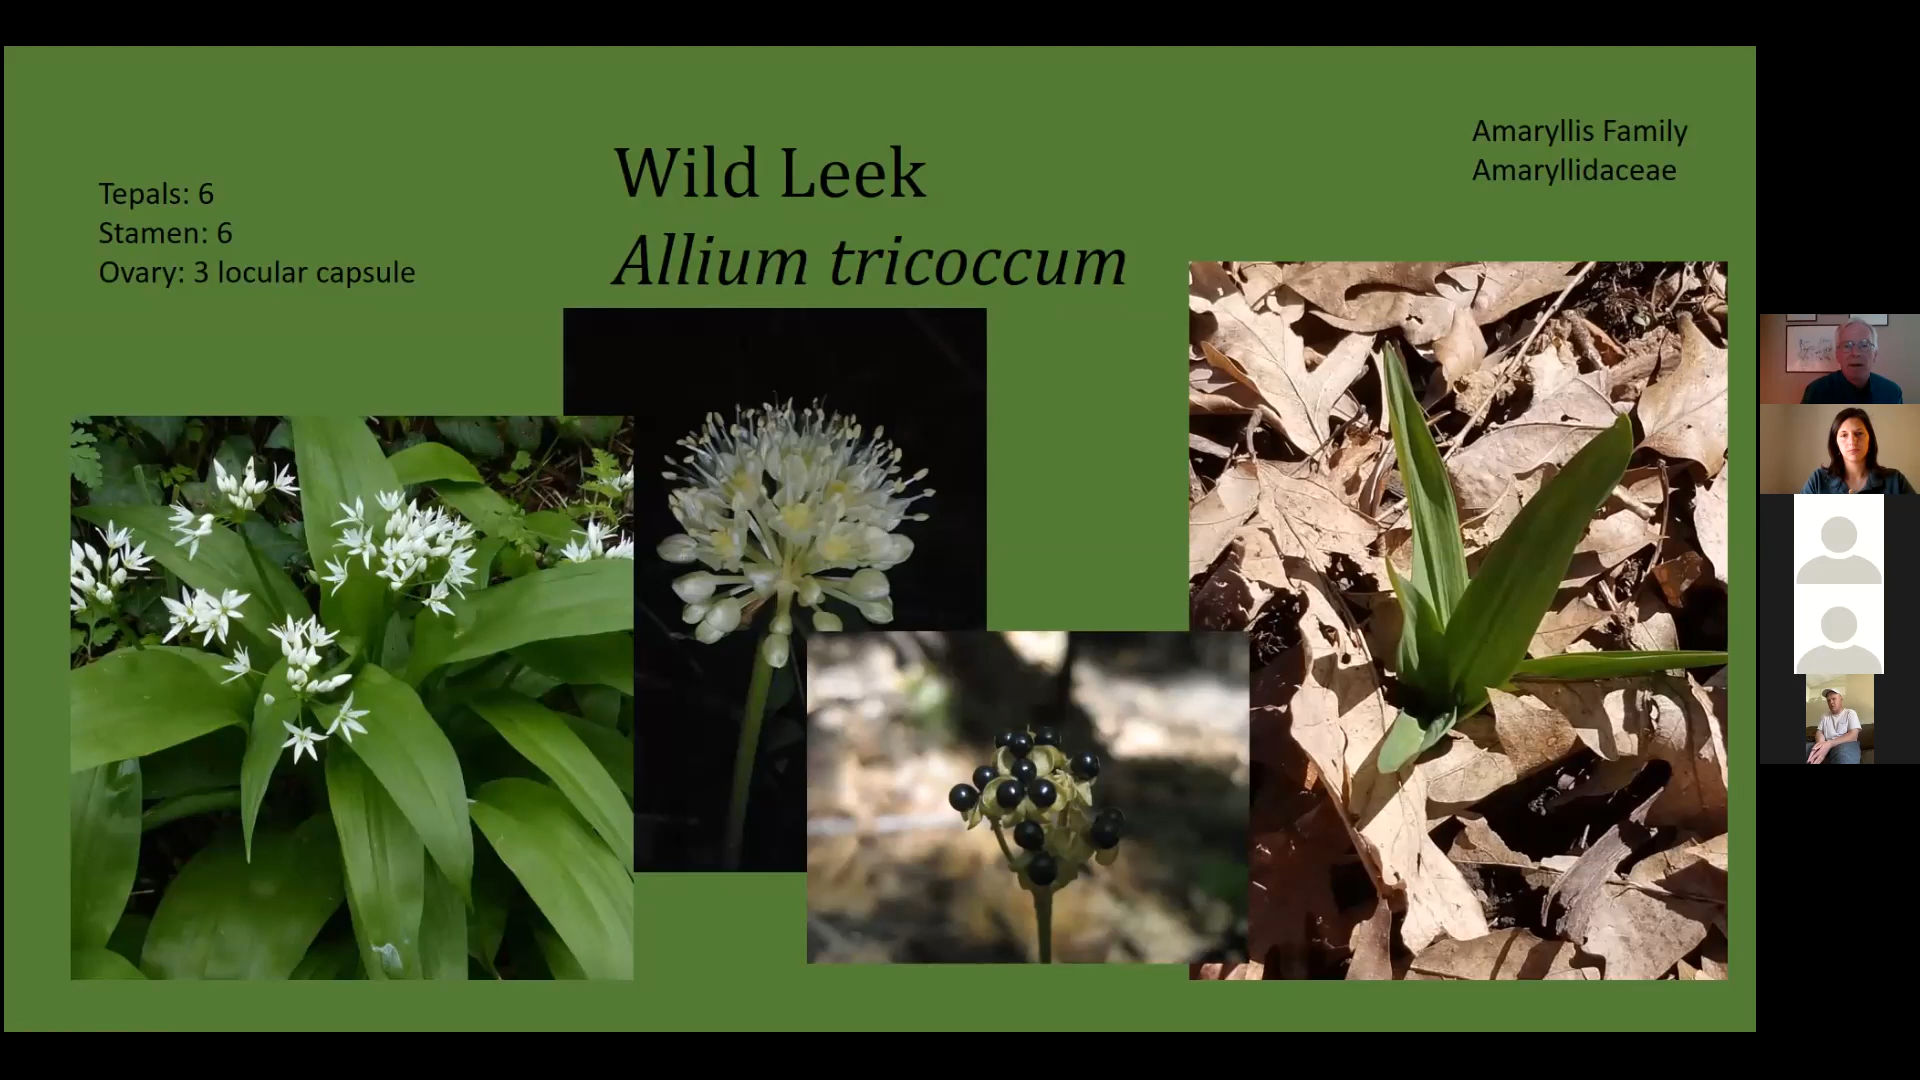 Wild Leek
Allium tricoccum
Amaryllis Family
Amaryllidaceae
Tepals: 6
Stamen: 6
Ovary: 3 locular capsule